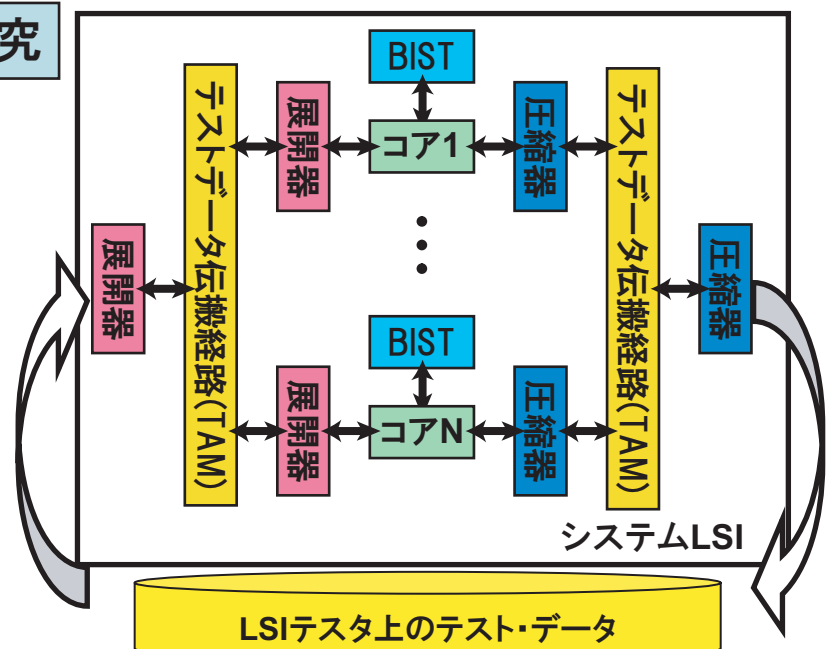 究
BIST
テストデータ伝搬経路(TAM)
展開器
コア1
圧縮器
テストデータ伝搬経路(TAM)
展開器
圧縮器
BIST
展開器
コアN
圧縮器
システムLSI
LSIテスタ上のテスト・データ